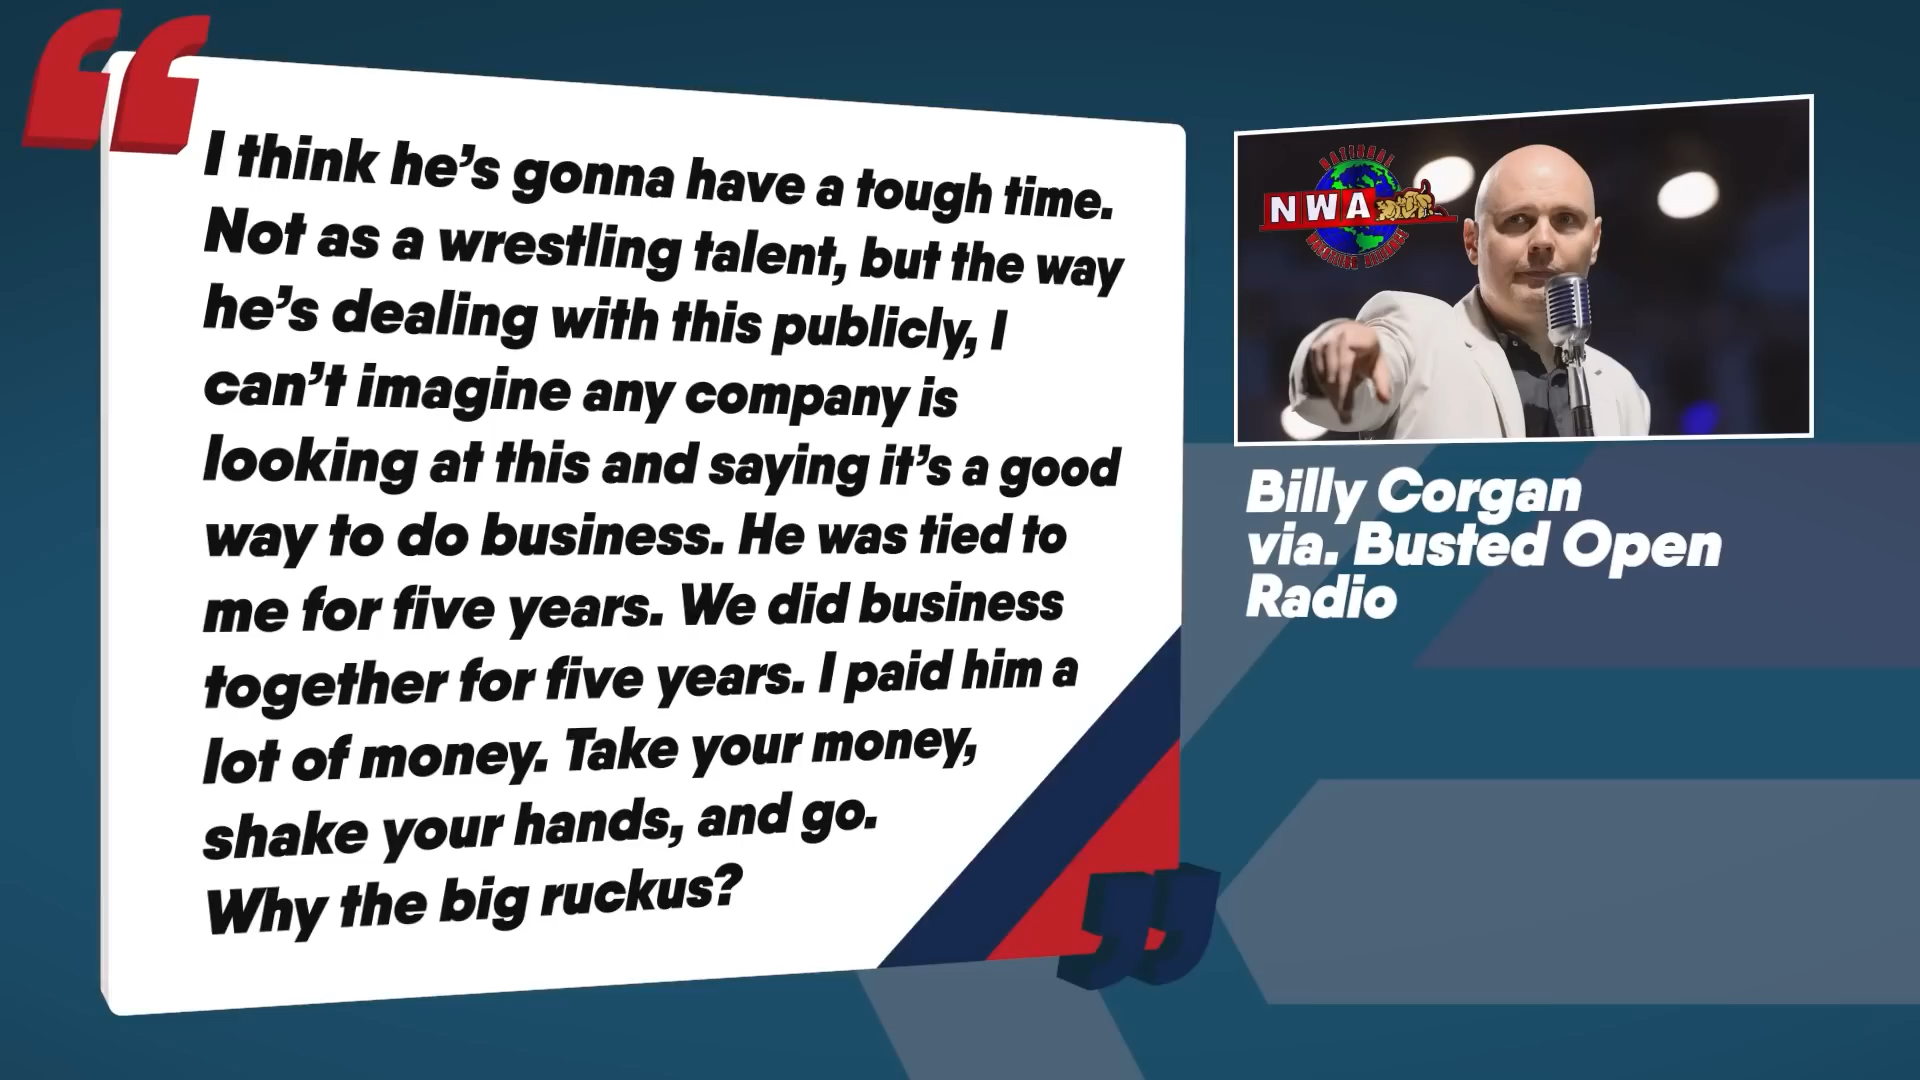 I think he's gonna have a tough time.
Not as a wrestling talent, but the way
he's dealing with this publicly, I
can't imagine any company is
looking at this and saying it's a good
way to do business. He was tied to
me for five years. We did business
together for five years. I paid him a
lot of money. Take your money,
shake your hands, and go.
Why the big ruckus?
NATIONAL
NWA
WRESTLING ALLIANCE
Billy Corgan
via. Busted Open
Radio